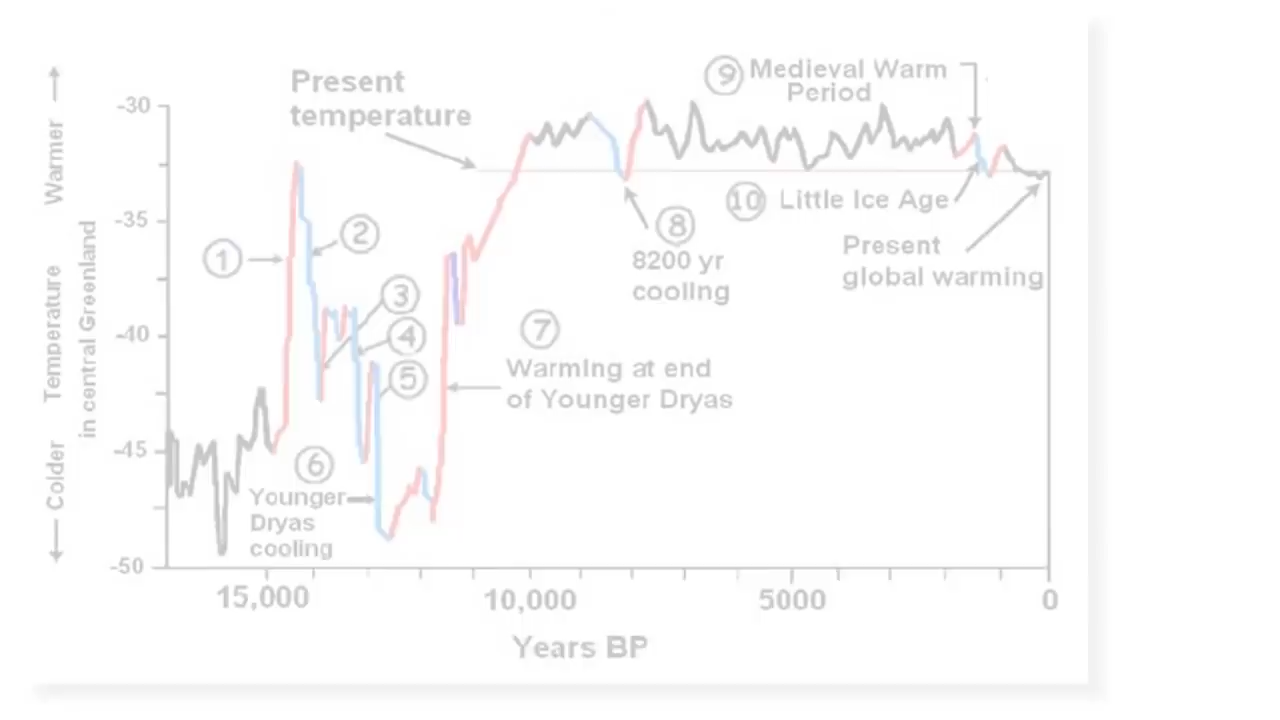 Present
temperature
⑨ Medieval Warm
Period
-30
-35
-40
-45
-50
← Colder Temperature Warmer →
in central Greenland
①
②
③
④
⑤
⑥
Younger
Dryas
cooling
⑦
Warming at end
of Younger Dryas
⑧
8200 yr
cooling
⑩ Little Ice Age
Present
global warming
15,000 10,000 5000 0
Years BP